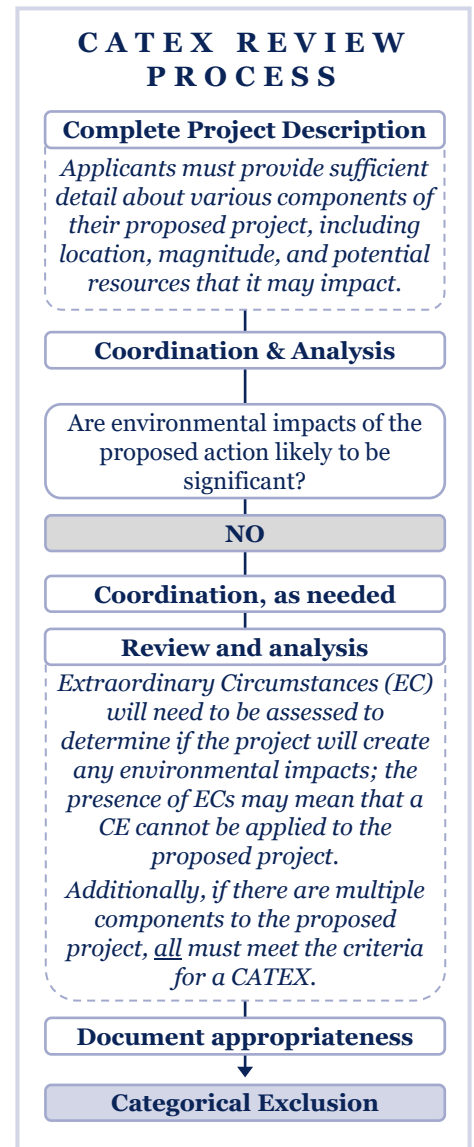 CATEX REVIEW
PROCESS
Complete Project Description
Applicants must provide sufficient
detail about various components of
their proposed project, including
location, magnitude, and potential
resources that it may impact.
Coordination & Analysis
Are environmental impacts of the
proposed action likely to be
significant?
NO
Coordination, as needed
Review and analysis
Extraordinary Circumstances (EC)
will need to be assessed to
determine if the project will create
any environmental impacts; the
presence of ECs may mean that a
CE cannot be applied to the
proposed project.
Additionally, if there are multiple
components to the proposed
project, all must meet the criteria
for a CATEX.
Document appropriateness
Categorical Exclusion